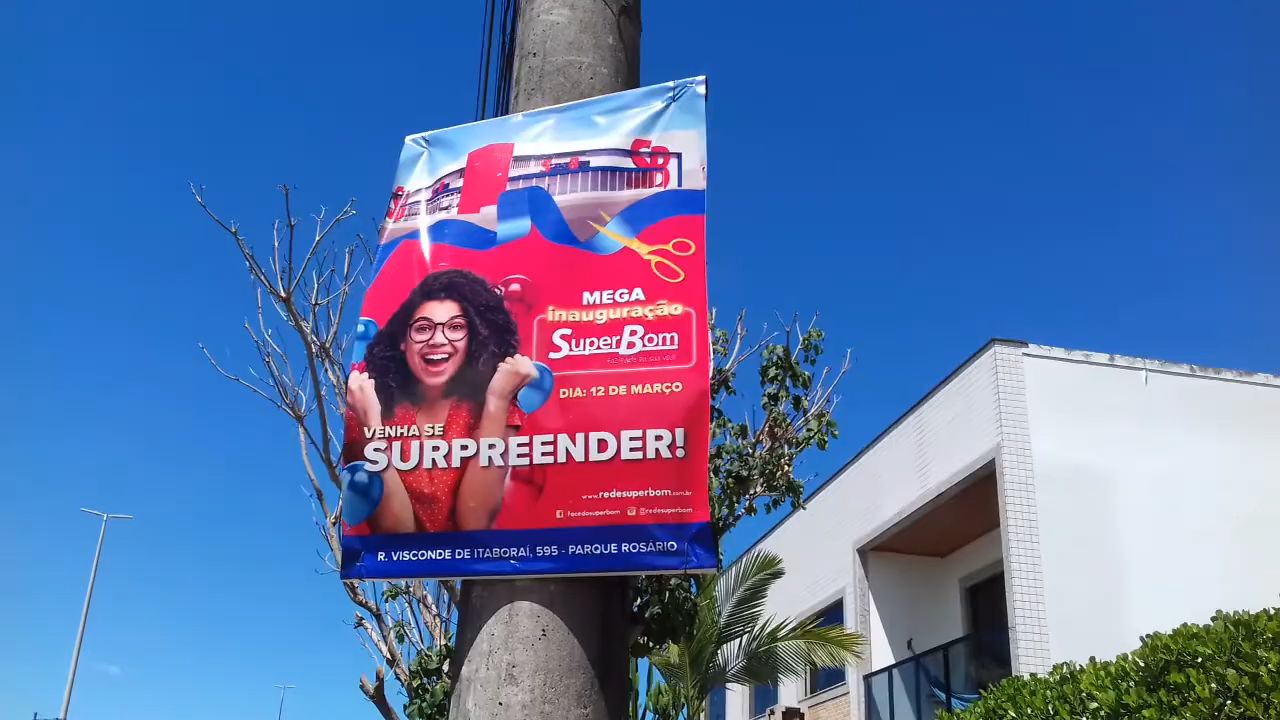 MEGA
inauguração
SuperBom
DIA: 12 DE MARÇO
VENHA SE
SURPREENDER!
www.redesuperbom.com.br
facedosuperbom @redesuperbom
R. VISCONDE DE ITABORAÍ, 595 - PARQUE ROSÁRIO